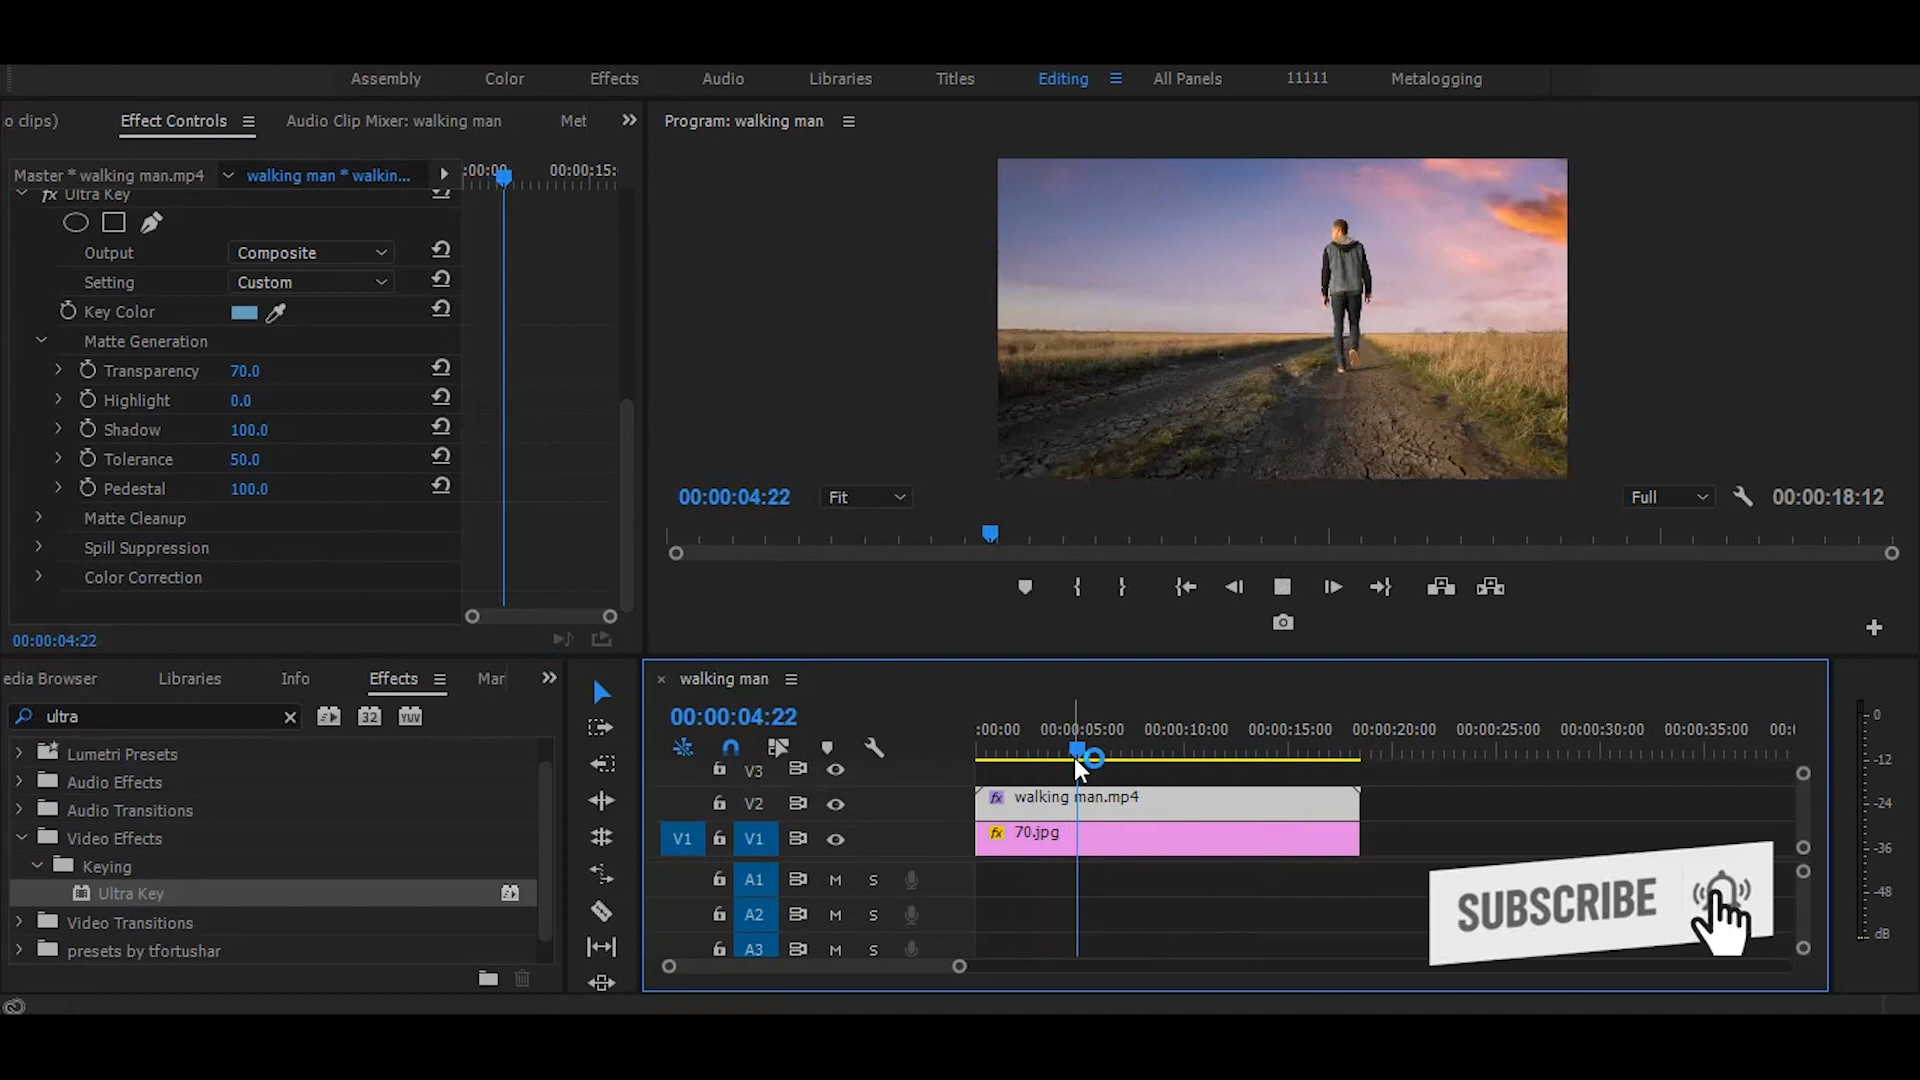 Assembly Color Effects Audio Libraries Titles Editing All Panels 11111 Metalogging
o clips) Effect Controls Audio Clip Mixer: walking man Met
Program: walking man
Master * walking man.mp4 walking man * walkin...
:00:00 00:00:15:
fx Ultra Key
Output Composite
Setting Custom
Key Color
Matte Generation
Transparency 70.0
Highlight 0.0
Shadow 100.0
Tolerance 50.0
Pedestal 100.0
Matte Cleanup
Spill Suppression
Color Correction
00:00:04:22
00:00:04:22 Fit Full 00:00:18:12
edia Browser Libraries Info Effects Mar
ultra
32 YUV
Lumetri Presets
Audio Effects
Audio Transitions
Video Effects
Keying
Ultra Key
Video Transitions
presets by tfortushar
walking man
00:00:04:22
:00:00 00:00:05:00 00:00:10:00 00:00:15:00 00:00:20:00 00:00:25:00 00:00:30:00 00:00:35:00 00:
V3
V2 fx walking man.mp4
V1 V1 fx 70.jpg
A1 M S
A2 M S
A3 M S
0
-12
-24
-36
-48
dB
SUBSCRIBE